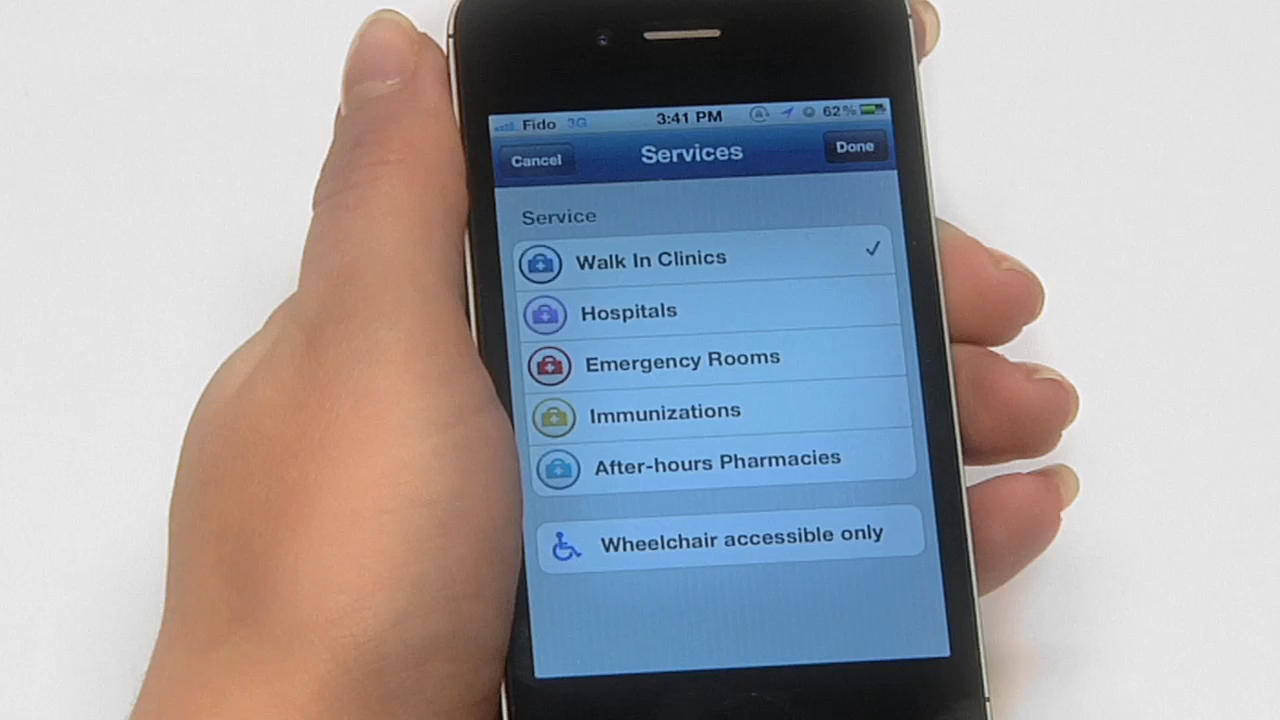 Fido 3G 3:41 PM 62%
Cancel Services Done
Service
Walk In Clinics
Hospitals
Emergency Rooms
Immunizations
After-hours Pharmacies
Wheelchair accessible only